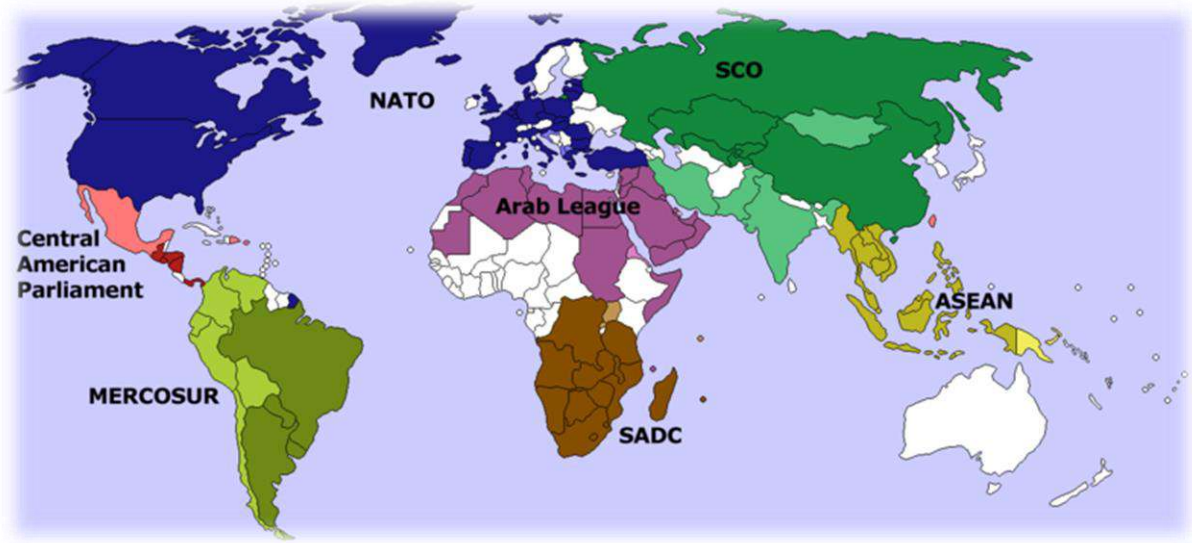 SCO
NATO
Arab League
Central
American
Parliament
ASEAN
MERCOSUR
SADC